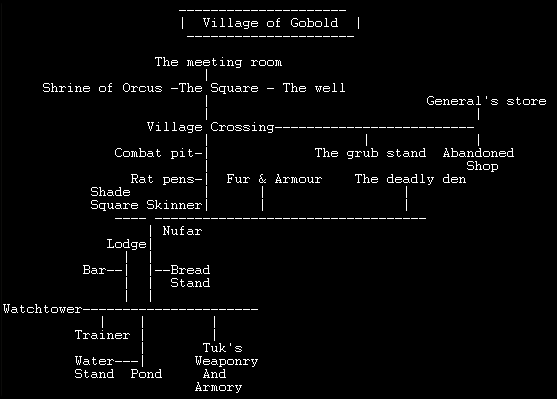 Village of Gobold
The meeting room
Shrine of Orcus -The Square - The well
General's store
Village Crossing
Combat pit- The grub stand Abandoned
Shop
Rat pens- Fur & Armour The deadly den
Shade
Square Skinner
Nufar
Lodge
Bar-- --Bread
Stand
Watchtower
Trainer
Tuk's
Water--- Weaponry
Stand Pond And
Armory